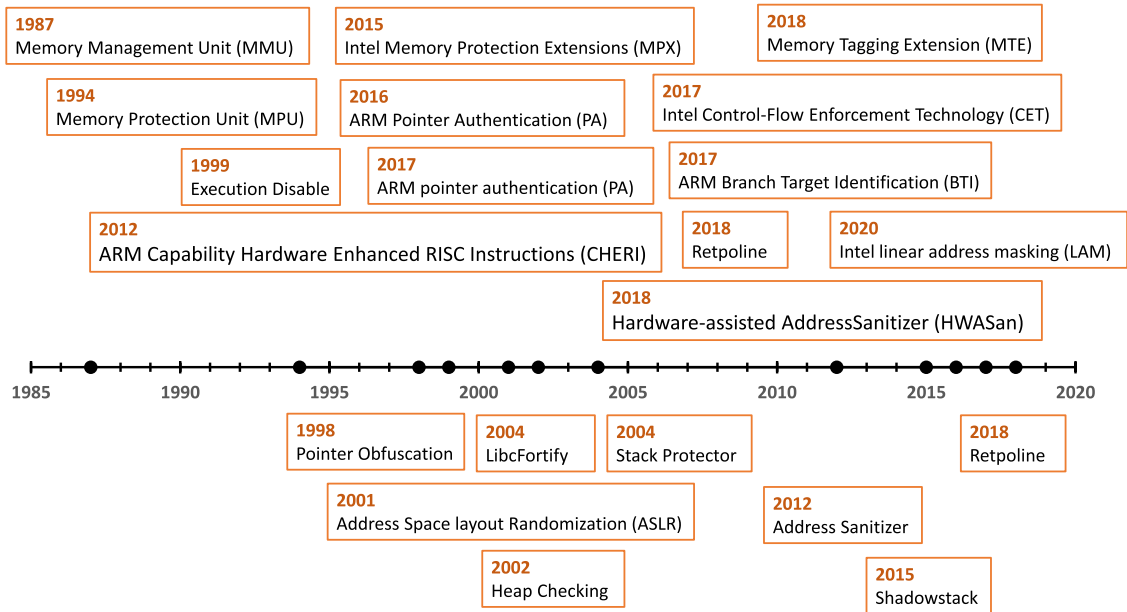 1987
Memory Management Unit (MMU)
2015
Intel Memory Protection Extensions (MPX)
2018
Memory Tagging Extension (MTE)
1994
Memory Protection Unit (MPU)
2016
ARM Pointer Authentication (PA)
2017
Intel Control-Flow Enforcement Technology (CET)
1999
Execution Disable
2017
ARM pointer authentication (PA)
2017
ARM Branch Target Identification (BTI)
2012
ARM Capability Hardware Enhanced RISC Instructions (CHERI)
2018
Retpoline
2020
Intel linear address masking (LAM)
2018
Hardware-assisted AddressSanitizer (HWASan)
1985 1990 1995 2000 2005 2010 2015 2020
1998
Pointer Obfuscation
2004
LibcFortify
2004
Stack Protector
2018
Retpoline
2001
Address Space layout Randomization (ASLR)
2012
Address Sanitizer
2002
Heap Checking
2015
Shadowstack